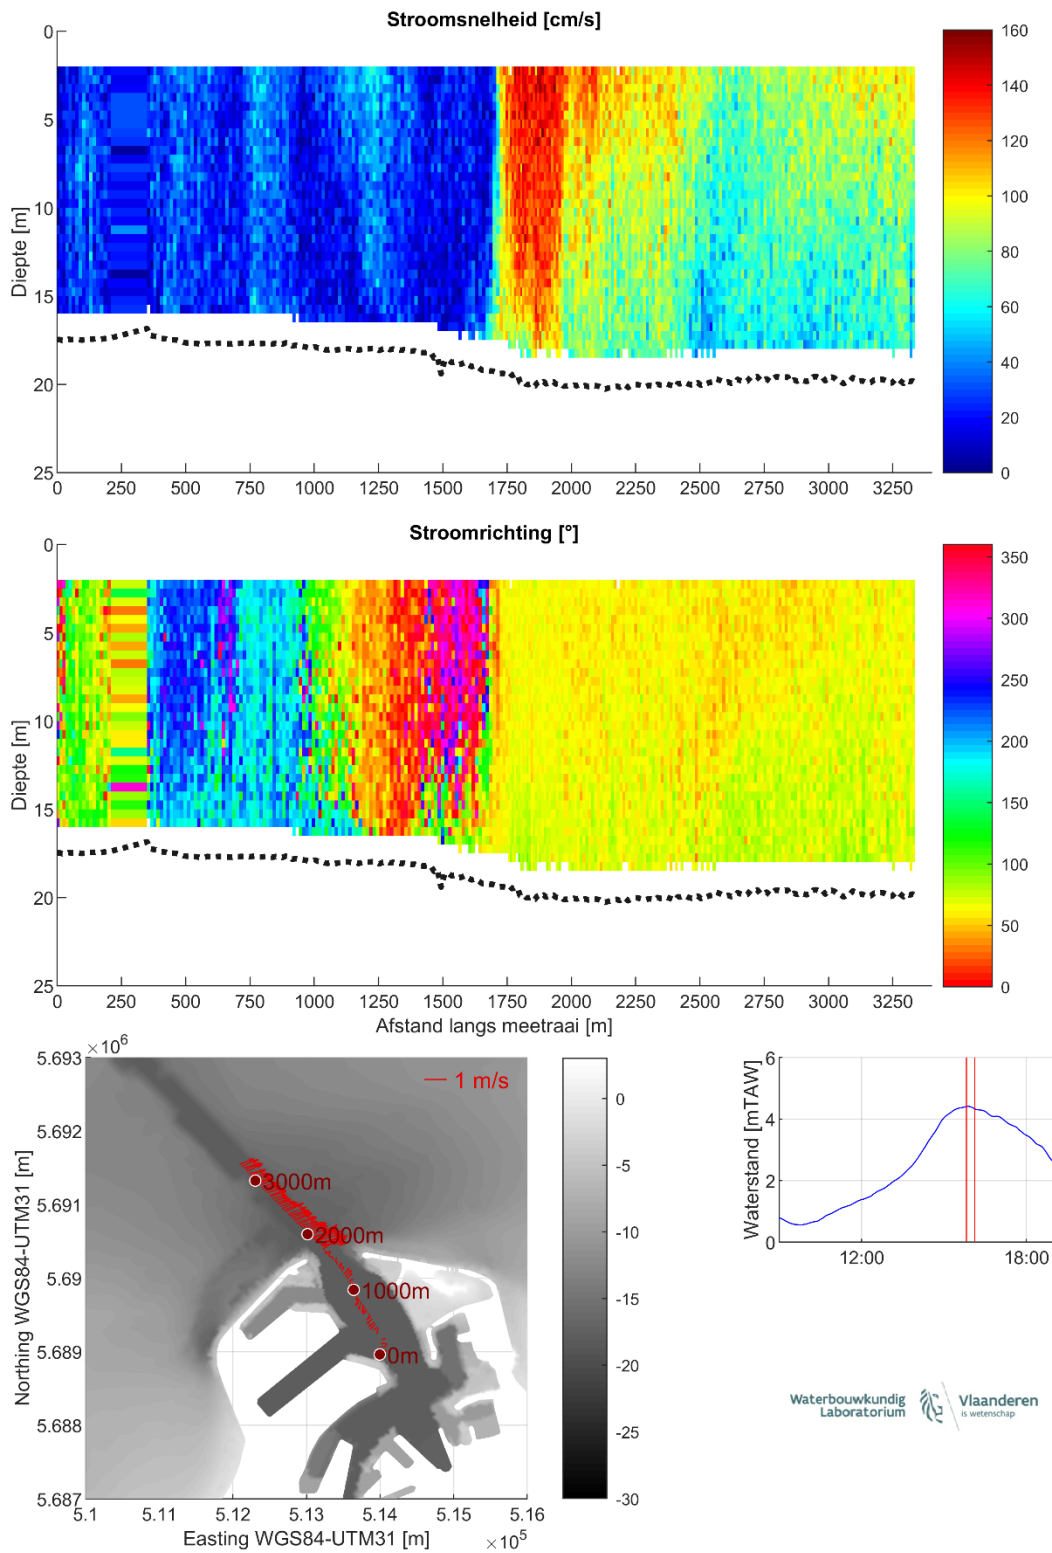 Stroomsnelheid [cm/s]
0
5
10
15
20
25
Diepte [m]
0 250 500 750 1000 1250 1500 1750 2000 2250 2500 2750 3000 3250
160
140
120
100
80
60
40
20
0
Stroomrichting [°]
0
5
10
15
20
25
Diepte [m]
0 250 500 750 1000 1250 1500 1750 2000 2250 2500 2750 3000 3250
Afstand langs meetraai [m]
350
300
250
200
150
100
50
0
×10⁶
5.693
5.692
5.691
5.69
5.689
5.688
5.687
Northing WGS84-UTM31 [m]
1 m/s
3000m
2000m
1000m
0m
5.1 5.12 5.13 5.14 5.15 5.16
Easting WGS84-UTM31 [m]
×10⁵
0
-5
-10
-15
-20
-25
-30
6
4
2
0
Waterstand [mTAW]
12:00 18:00
Waterbouwkundig
Laboratorium
Vlaanderen
is wetenschap